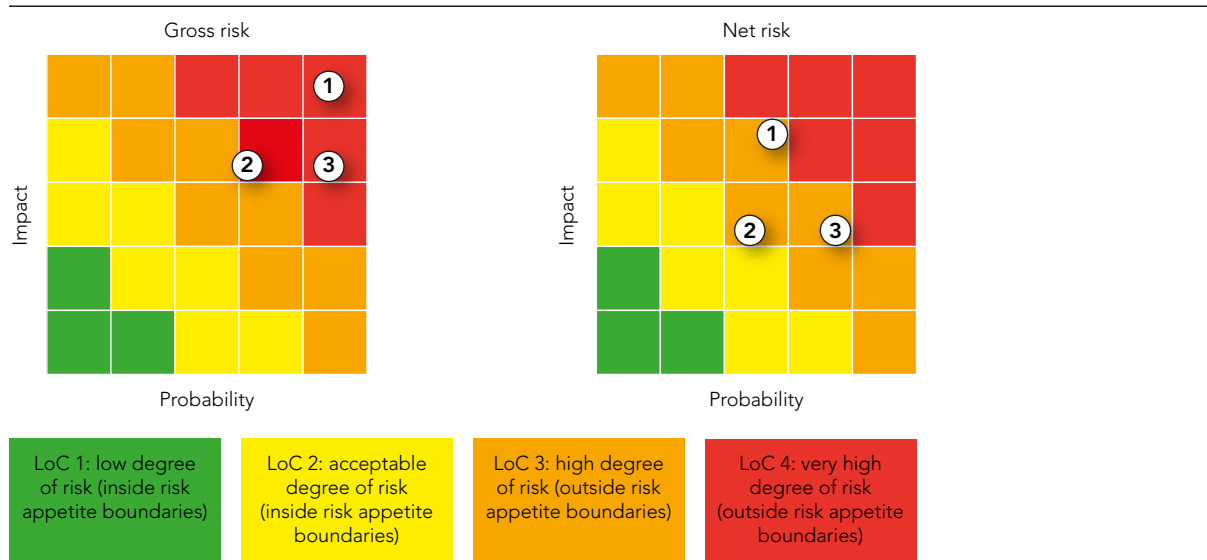 Gross risk
Net risk
1
2
3
1
2
3
Impact
Impact
Probability
Probability
LoC 1: low degree
of risk (inside risk
appetite boundaries)
LoC 2: acceptable
degree of risk
(inside risk appetite
boundaries)
LoC 3: high degree
of risk (outside risk
appetite boundaries)
LoC 4: very high
degree of risk
(outside risk appetite
boundaries)